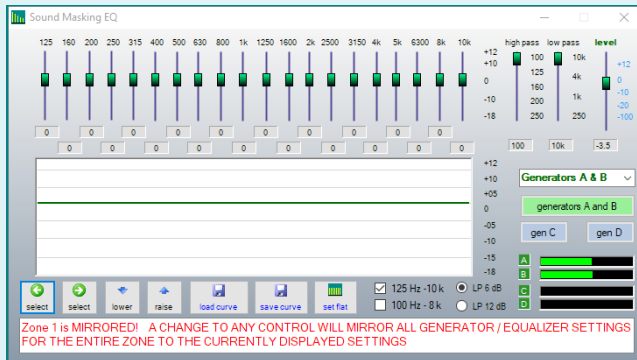 Sound Masking EQ
125 160 200 250 315 400 500 630 800 1k 1250 1600 2k 2500 3150 4k 5k 6300 8k 10k
+12
+10
0
-10
-18
high pass low pass level
100 10k +12
125 4k 0
160 1k -10
200 -20
250 250 -100
0 0 0 0 0 0 0 0 0 0
0 0 0 0 0 0 0 0 0 0
100 10k -3.5
+12
+10
+05
0
-05
-10
-15
-18
Generators A & B
generators A and B
gen C gen D
A
B
C
D
select select lower raise load curve save curve set flat
125 Hz -10 k LP 6 dB
100 Hz - 8 k LP 12 dB
Zone 1 is MIRRORED! A CHANGE TO ANY CONTROL WILL MIRROR ALL GENERATOR / EQUALIZER SETTINGS
FOR THE ENTIRE ZONE TO THE CURRENTLY DISPLAYED SETTINGS